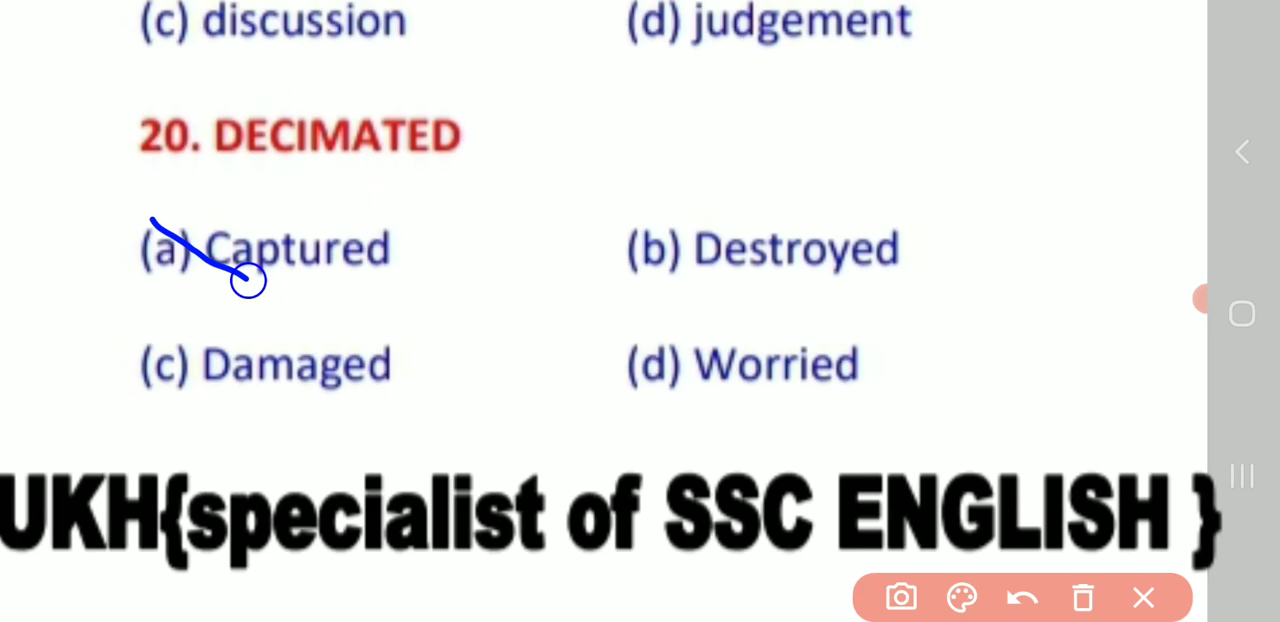 (c) discussion (d) judgement
20. DECIMATED
(a) Captured (b) Destroyed
(c) Damaged (d) Worried
UKH{specialist of SSC ENGLISH }